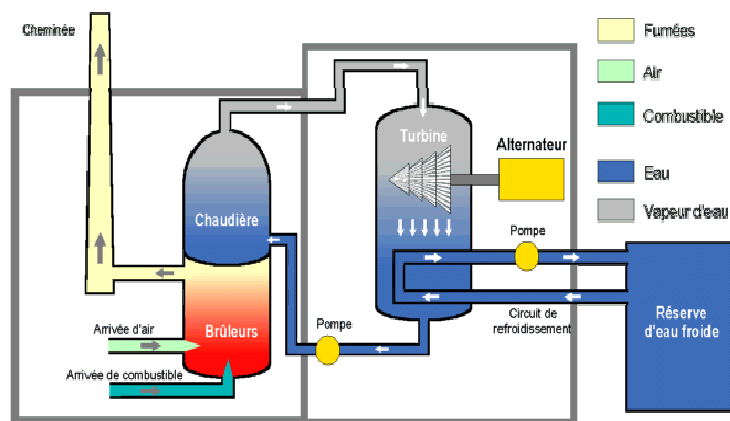 Cheminée
Fumées
Air
Combustible
Eau
Vapeur d'eau
Turbine
Alternateur
Chaudière
Pompe
Brûleurs
Pompe
Circuit de
refroidissement
Réserve
d'eau froide
Arrivée d'air
Arrivée de combustible